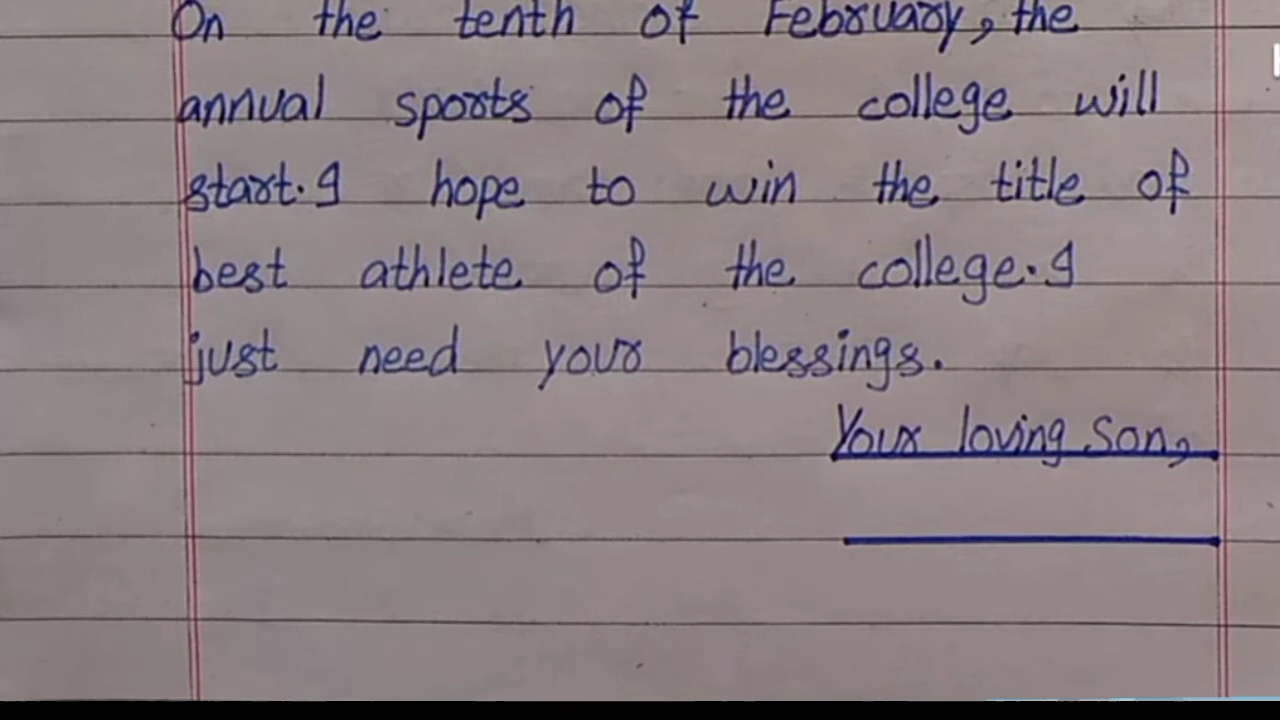 On the tenth of February, the
annual sports of the college will
start. I hope to win the title of
best athlete of the college. I
just need your blessings.
Your loving Son,